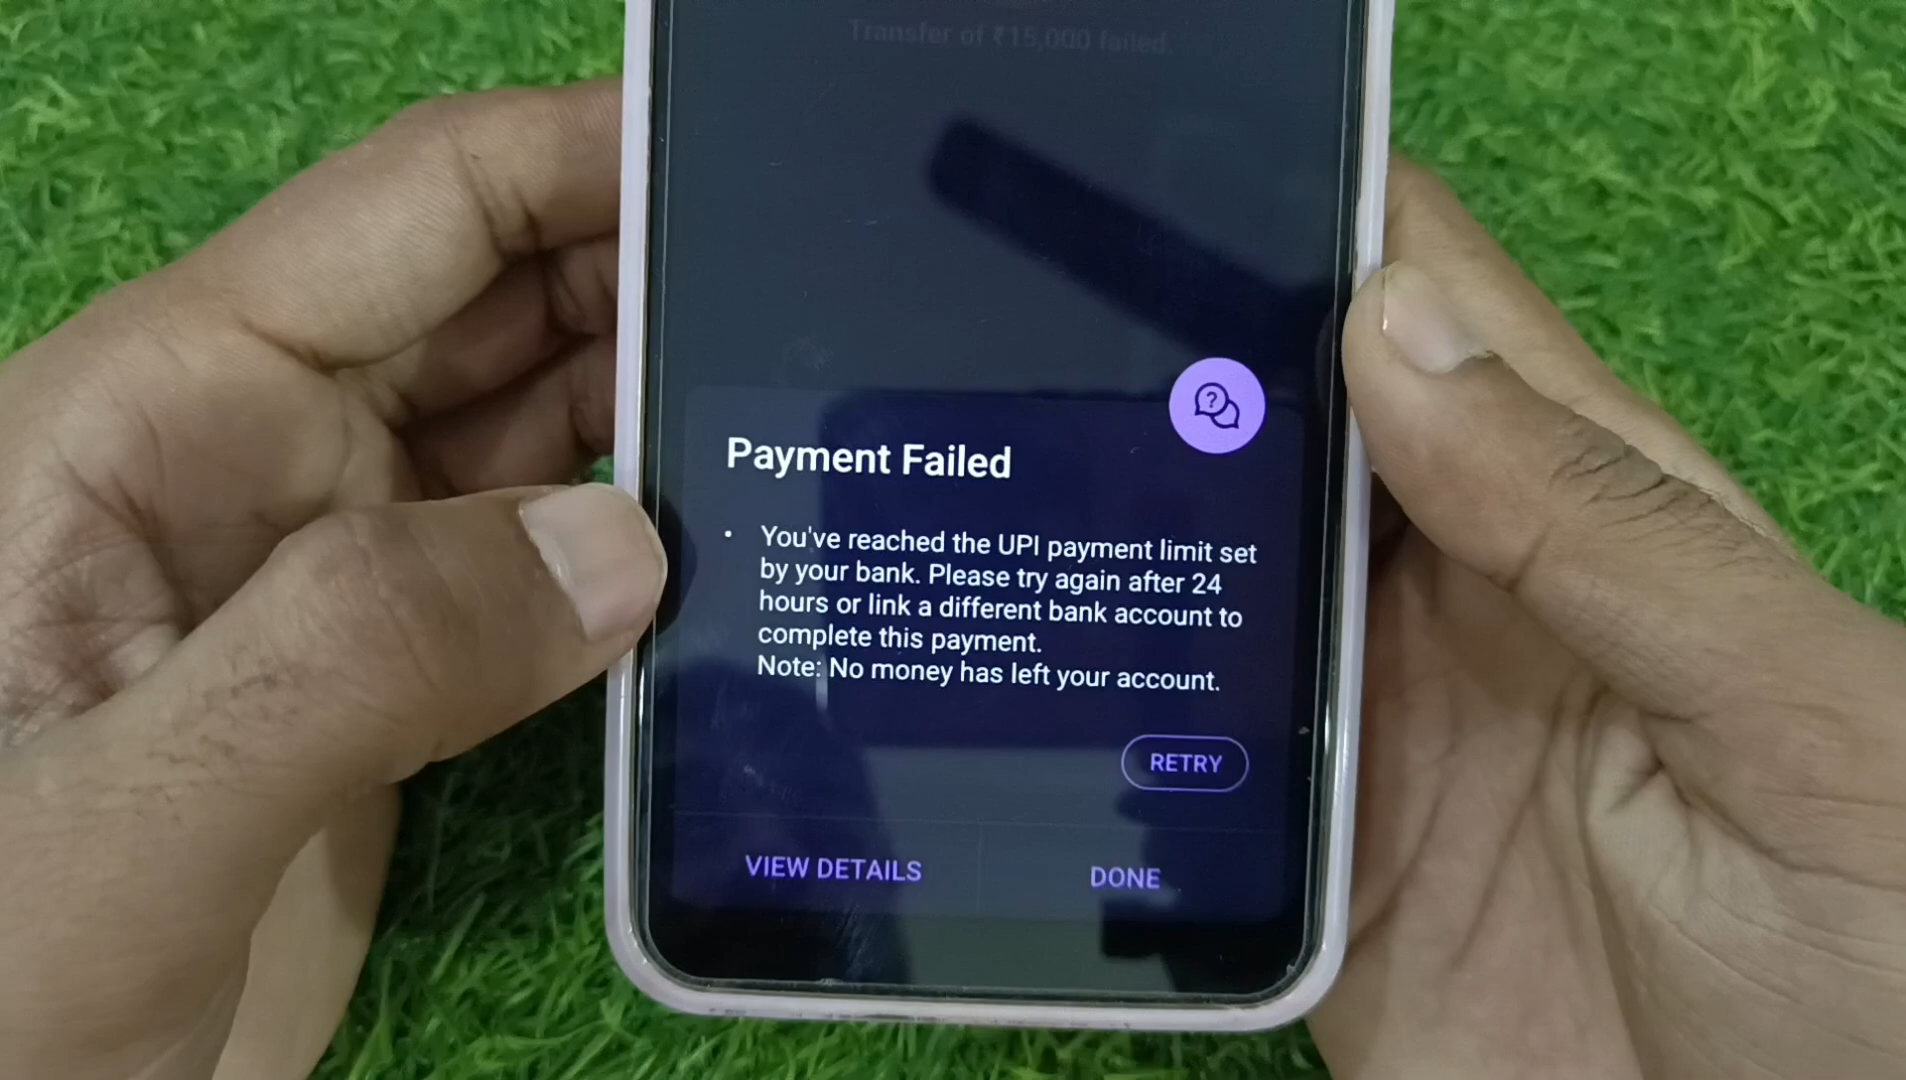 Transfer of ₹15,000 failed
?
Payment Failed
• You've reached the UPI payment limit set
by your bank. Please try again after 24
hours or link a different bank account to
complete this payment.
Note: No money has left your account.
RETRY
VIEW DETAILS
DONE